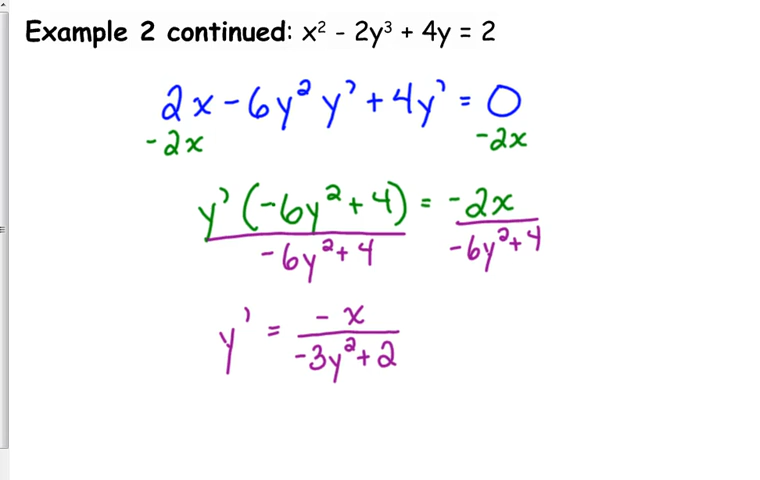 Example 2 continued: x² - 2y³ + 4y = 2
2x - 6y² y' + 4y' = 0
-2x -2x
y' (-6y² + 4) = -2x
-6y² + 4 -6y² + 4
y' = - x
-3y² + 2